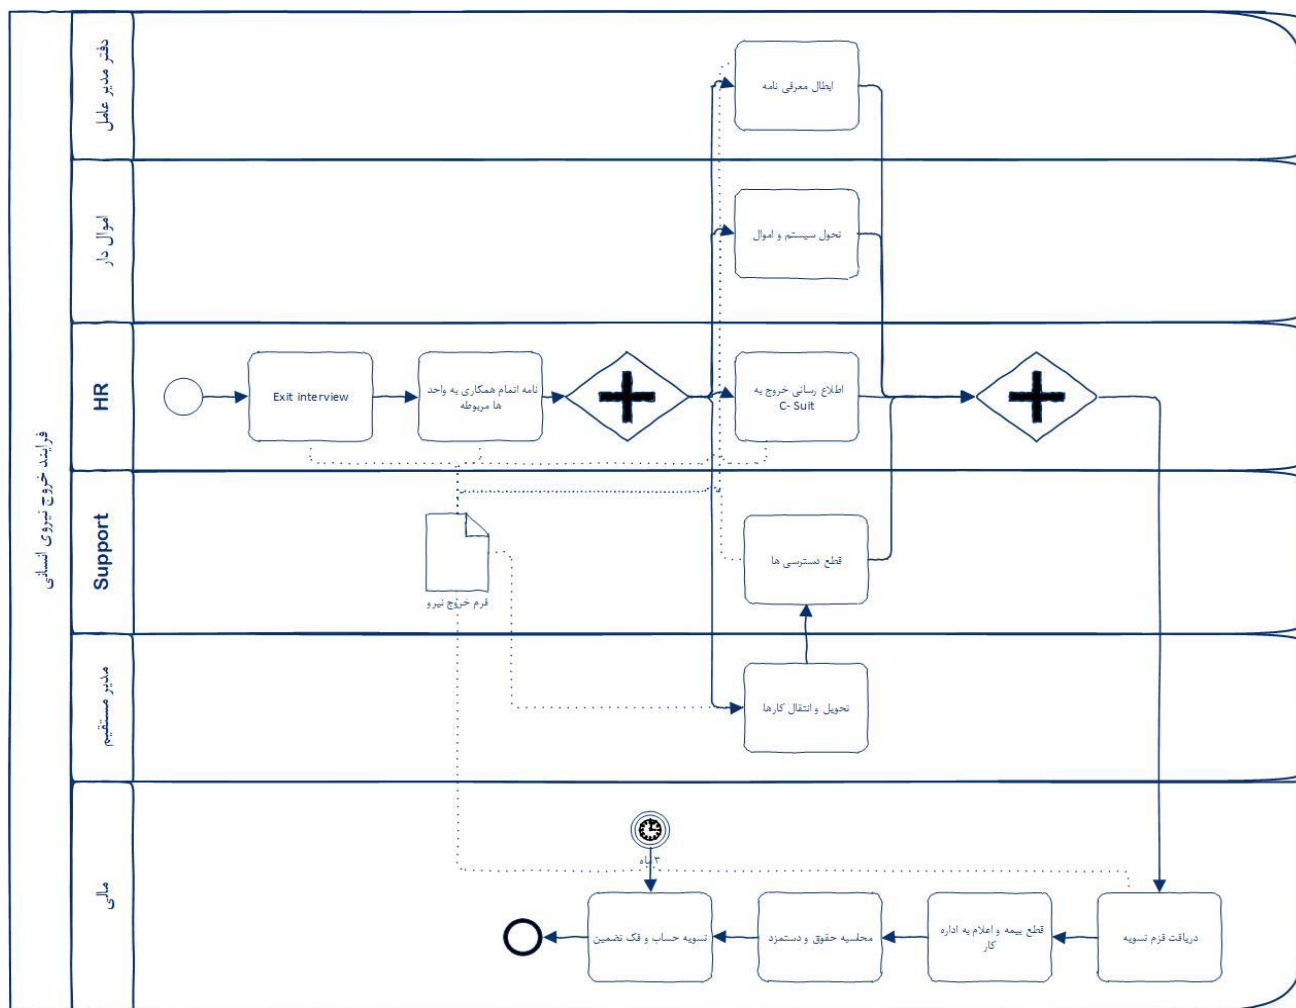 فرایند خروج نیروی انسانی
دفتر مدیر عامل
ابطال معرفی نامه
اموال دار
تحول سیستم و اموال
HR
Exit interview
نامه اتمام همکاری به واحد
ها مربوطه
اطلاع رسانی خروج به
C- Suit
Support
فرم خروج نیرو
قطع دسترسی ها
مدیر مستقیم
تحویل و انتقال کارها
مالی
۳ ماه
دریافت فرم تسویه
قطع بیمه و اعلام به اداره
کار
محاسبه حقوق و دستمزد
تسویه حساب و فک تضمین